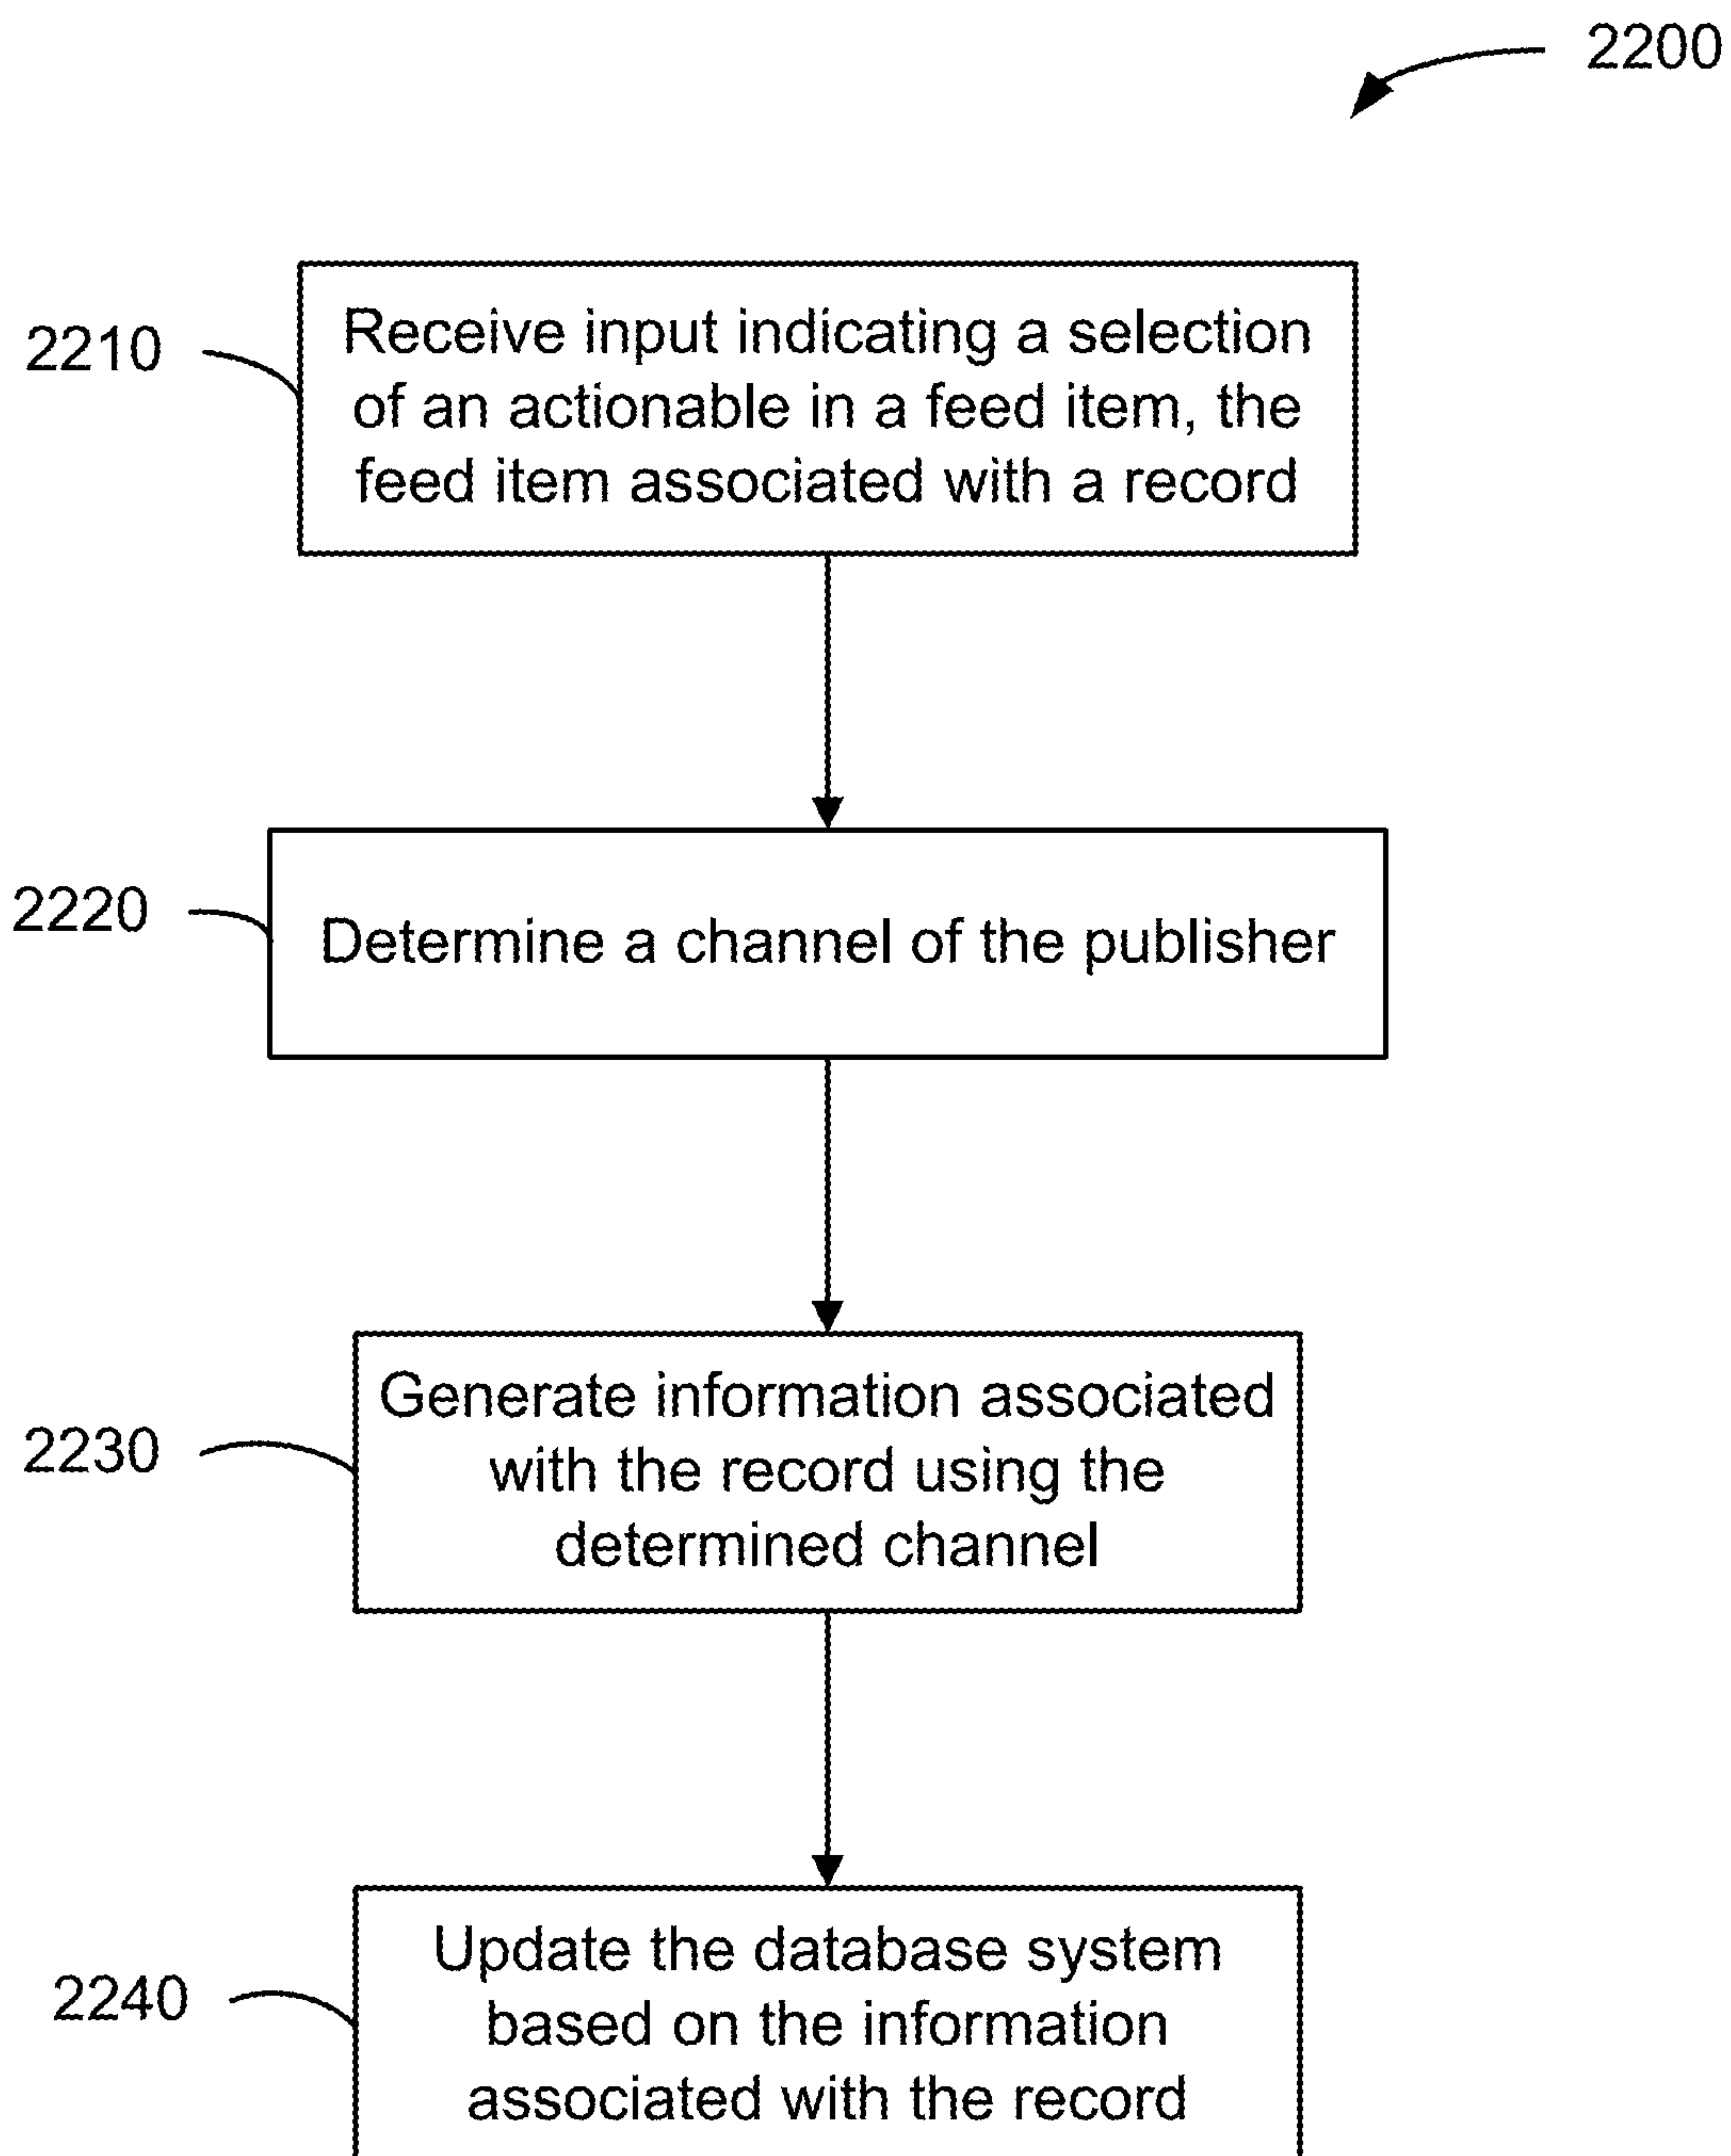 2200
2210
Receive input indicating a selection
of an actionable in a feed item, the
feed item associated with a record
2220
Determine a channel of the publisher
2230
Generate information associated
with the record using the
determined channel
2240
Update the database system
based on the information
associated with the record